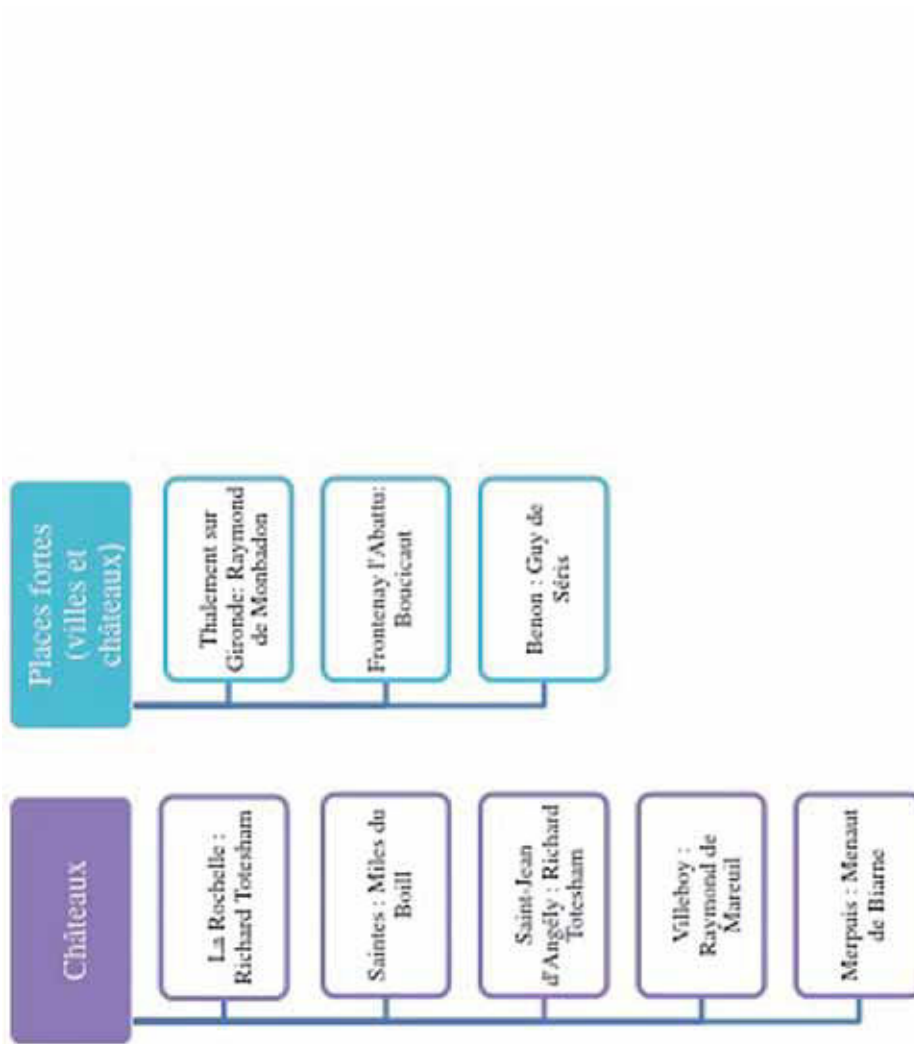 Châteaux
La Rochelle :
Richard Totesham
Saintes : Miles du
Boill
Saint-Jean
d'Angély : Richard
Totesham
Villeboy :
Raymond de
Mareuil
Merpuis : Menaut
de Biarne
Places fortes
(villes et
châteaux)
Thalement sur
Gironde: Raymond
de Monbadon
Frontenay l'Abattu:
Boucicaut
Benon : Guy de
Séris